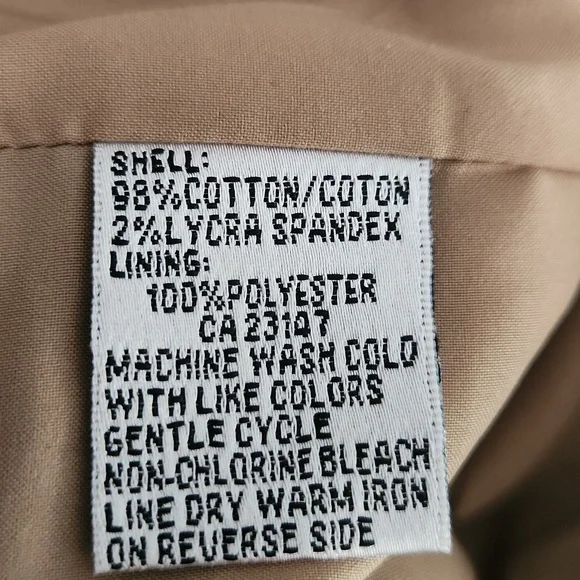 SHELL:
98%COTTON/COTON
2%LYCRA SPANDEX
LINING:
100%POLYESTER
CA 23107
MACHINE WASH COLD
WITH LIKE COLORS
GENTLE CYCLE
NON-CHLORINE BLEACH
LINE DRY WARM IRON
ON REVERSE SIDE